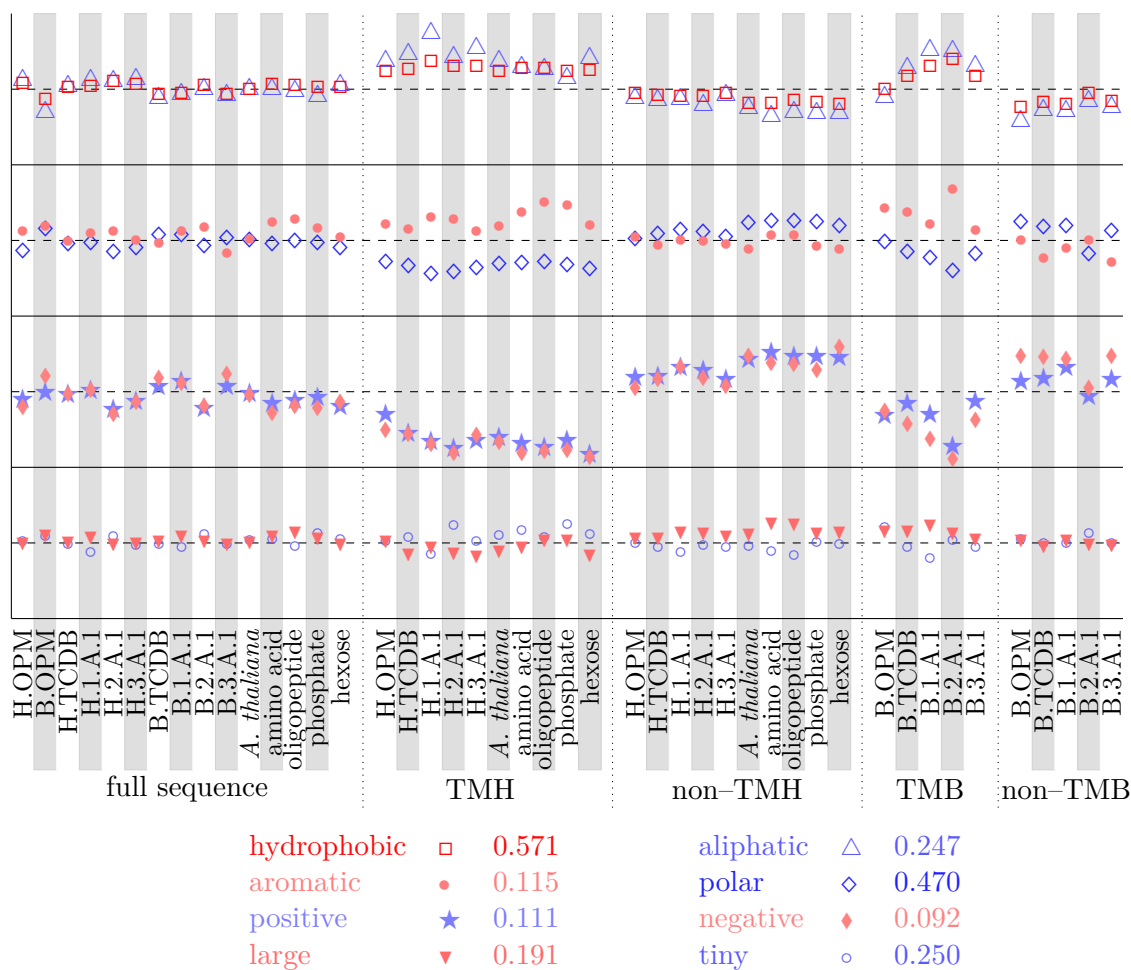 H.OPM
B.OPM
H.TCDB
H.1.A.1
H.2.A.1
H.3.A.1
B.TCDB
B.1.A.1
B.2.A.1
B.3.A.1
A. thaliana
amino acid
oligopeptide
phosphate
hexose
H.OPM
H.TCDB
H.1.A.1
H.2.A.1
H.3.A.1
A. thaliana
amino acid
oligopeptide
phosphate
hexose
H.OPM
H.TCDB
H.1.A.1
H.2.A.1
H.3.A.1
A. thaliana
amino acid
oligopeptide
phosphate
hexose
B.OPM
B.TCDB
B.1.A.1
B.2.A.1
B.3.A.1
B.OPM
B.TCDB
B.1.A.1
B.2.A.1
B.3.A.1
full sequence TMH non–TMH TMB non–TMB
hydrophobic 0.571 aliphatic 0.247
aromatic 0.115 polar 0.470
positive 0.111 negative 0.092
large 0.191 tiny 0.250